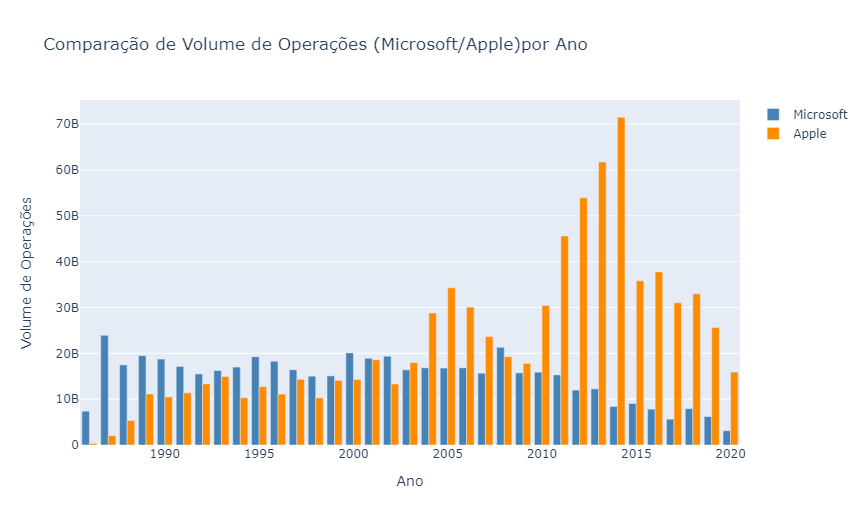 Comparação de Volume de Operações (Microsoft/Apple)por Ano
Microsoft
Apple
Volume de Operações
70B
60B
50B
40B
30B
20B
10B
0
1990
1995
2000
2005
2010
2015
2020
Ano